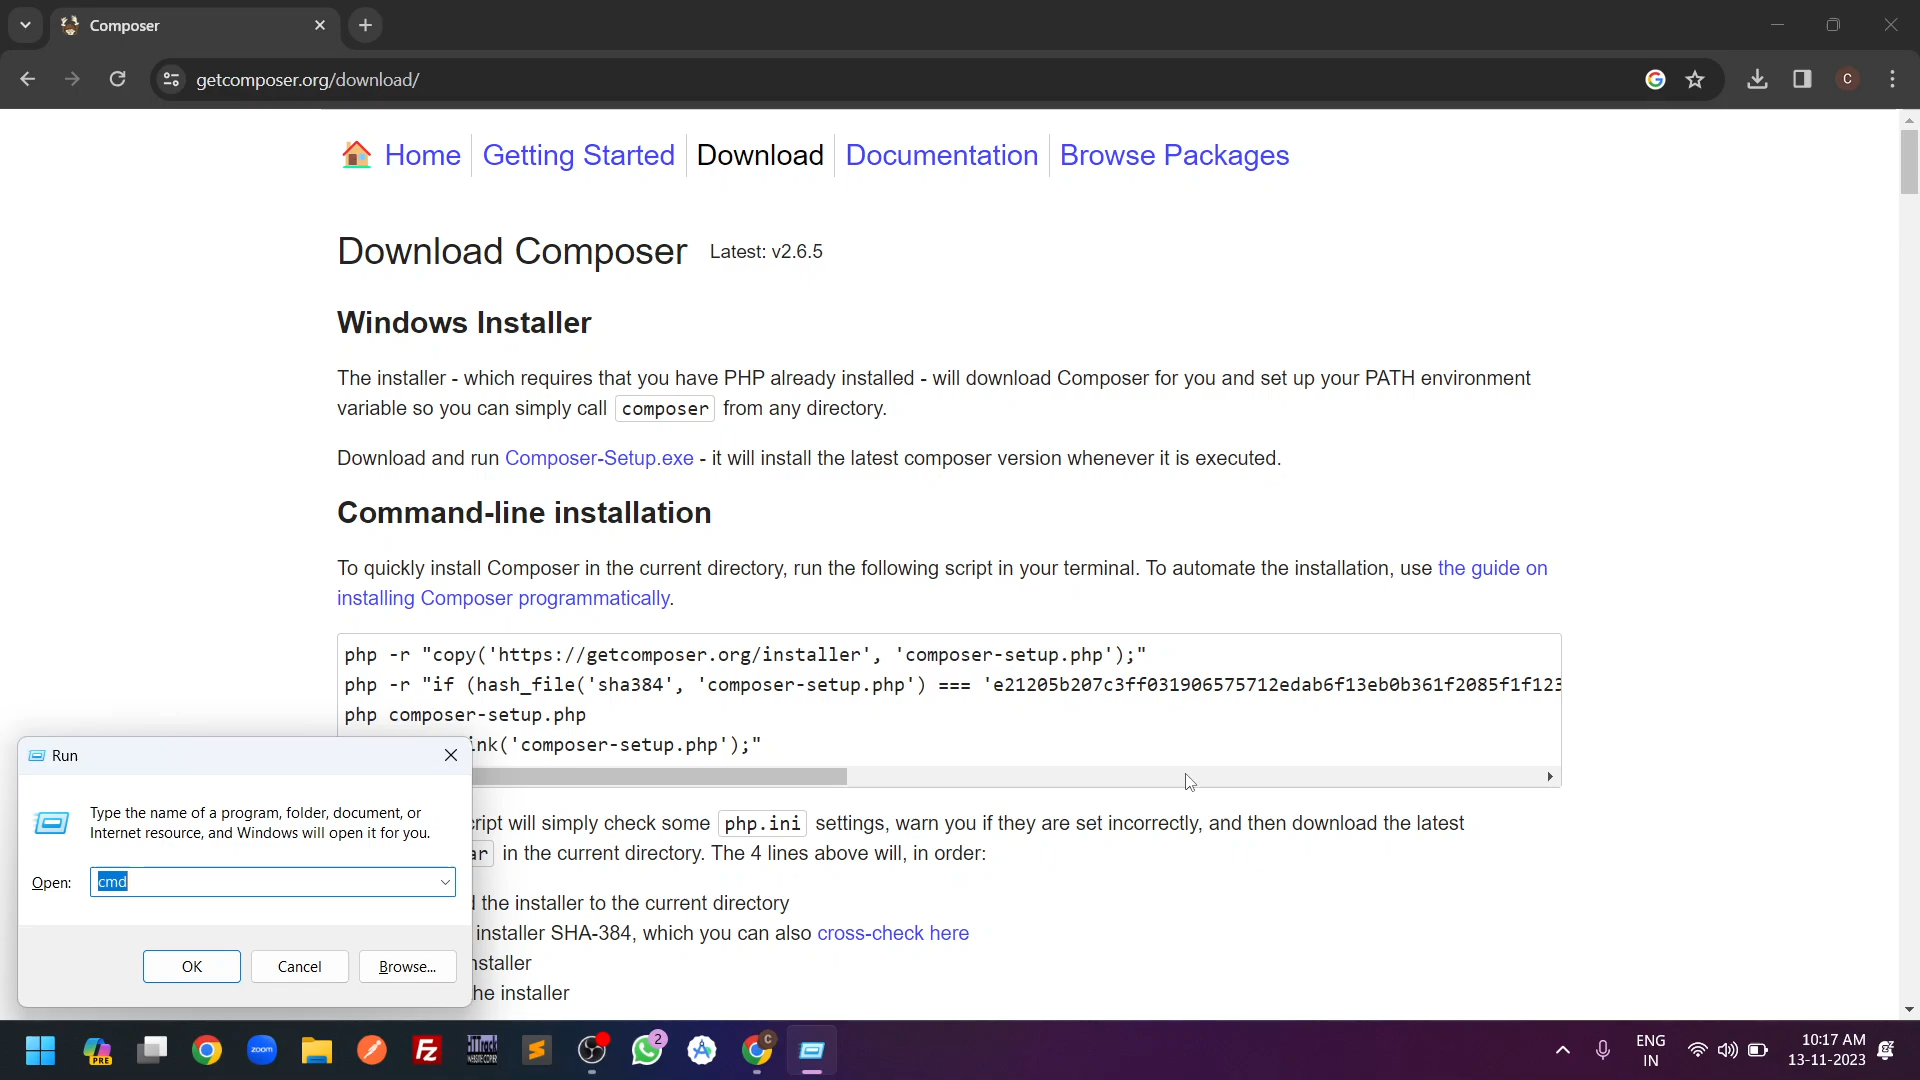 Composer
getcomposer.org/download/
C
Home
Getting Started
Download
Documentation
Browse Packages
Download Composer Latest: v2.6.5
Windows Installer
The installer - which requires that you have PHP already installed - will download Composer for you and set up your PATH environment
variable so you can simply call composer from any directory.
Download and run Composer-Setup.exe - it will install the latest composer version whenever it is executed.
Command-line installation
To quickly install Composer in the current directory, run the following script in your terminal. To automate the installation, use the guide on
installing Composer programmatically.
php -r "copy('https://getcomposer.org/installer', 'composer-setup.php');"
php -r "if (hash_file('sha384', 'composer-setup.php') === 'e21205b207c3ff031906575712edab6f13eb0b361f2085f1f123
php composer-setup.php
ink('composer-setup.php');"
ript will simply check some php.ini settings, warn you if they are set incorrectly, and then download the latest
ar in the current directory. The 4 lines above will, in order:
the installer to the current directory
installer SHA-384, which you can also cross-check here
nstaller
he installer
Run
Type the name of a program, folder, document, or
Internet resource, and Windows will open it for you.
Open: cmd
OK
Cancel
Browse...
PRE
zoom
Fz
HTTrack
WEBSITE COPIER
2
C
ENG
IN
10:17 AM
13-11-2023